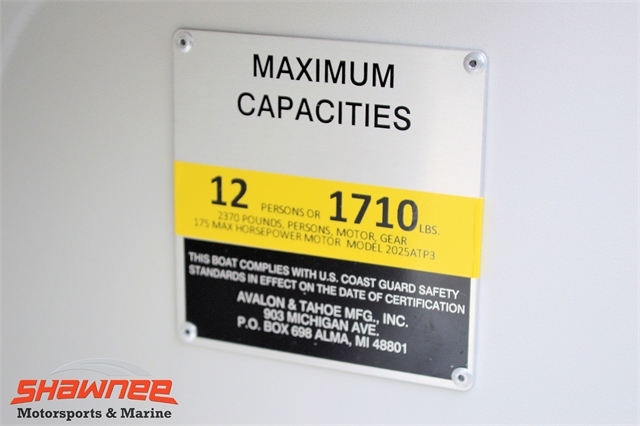 MAXIMUM
CAPACITIES
12 PERSONS OR 1710 LBS.
2370 POUNDS, PERSONS, MOTOR, GEAR
175 MAX HORSEPOWER MOTOR MODEL 2025ATP3
THIS BOAT COMPLIES WITH U.S. COAST GUARD SAFETY
STANDARDS IN EFFECT ON THE DATE OF CERTIFICATION
AVALON & TAHOE MFG., INC.
903 MICHIGAN AVE.
P.O. BOX 698 ALMA, MI 48801
SHAWNEE
Motorsports & Marine